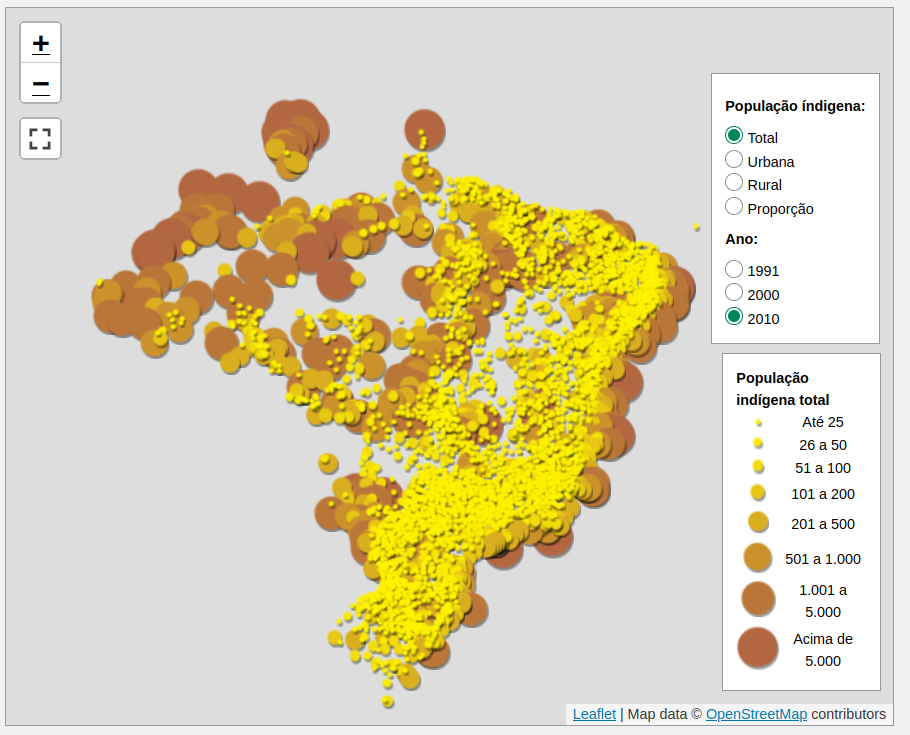 +
−
População índigena:
Total
Urbana
Rural
Proporção
Ano:
1991
2000
2010
População
indígena total
Até 25
26 a 50
51 a 100
101 a 200
201 a 500
501 a 1.000
1.001 a
5.000
Acima de
5.000
Leaflet | Map data © OpenStreetMap contributors